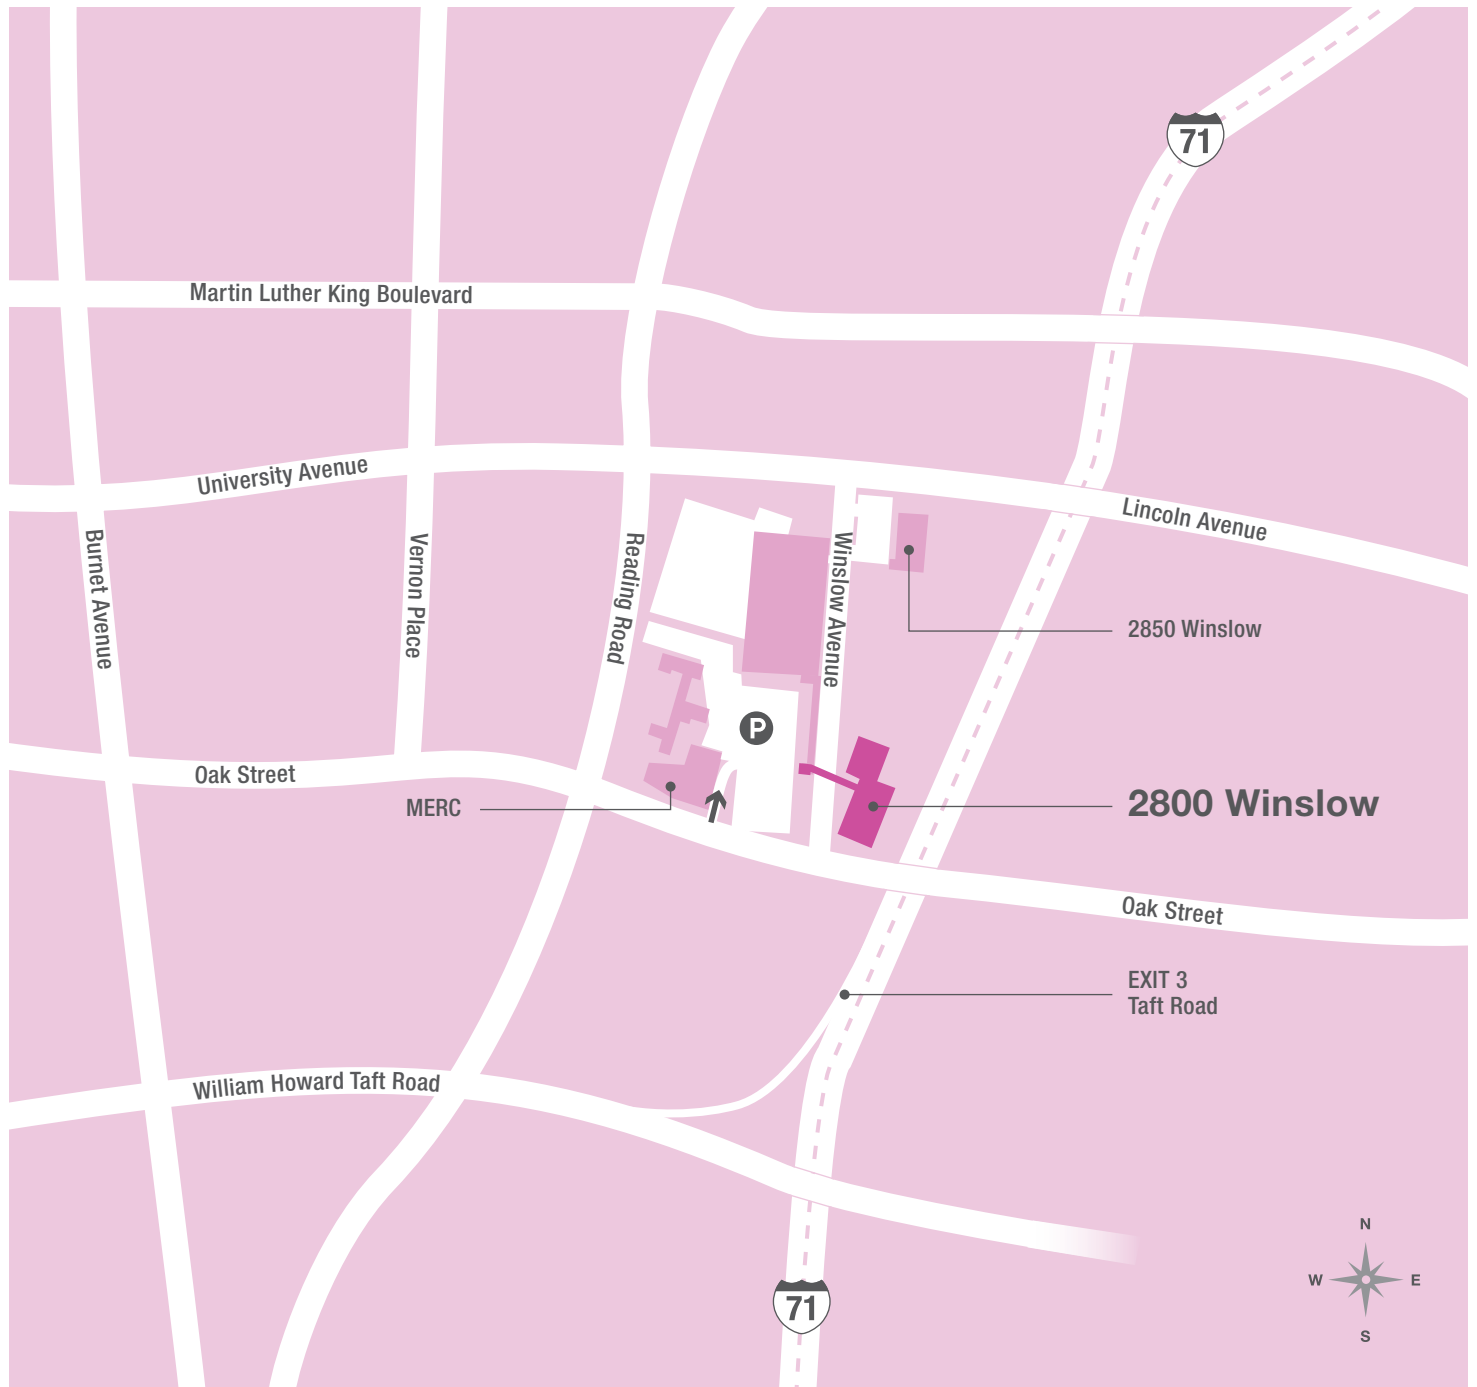 71
Martin Luther King Boulevard
University Avenue
Lincoln Avenue
Burnet Avenue
Vernon Place
Reading Road
Winslow Avenue
2850 Winslow
P
Oak Street
MERC
2800 Winslow
Oak Street
EXIT 3
Taft Road
William Howard Taft Road
71
N
W E
S